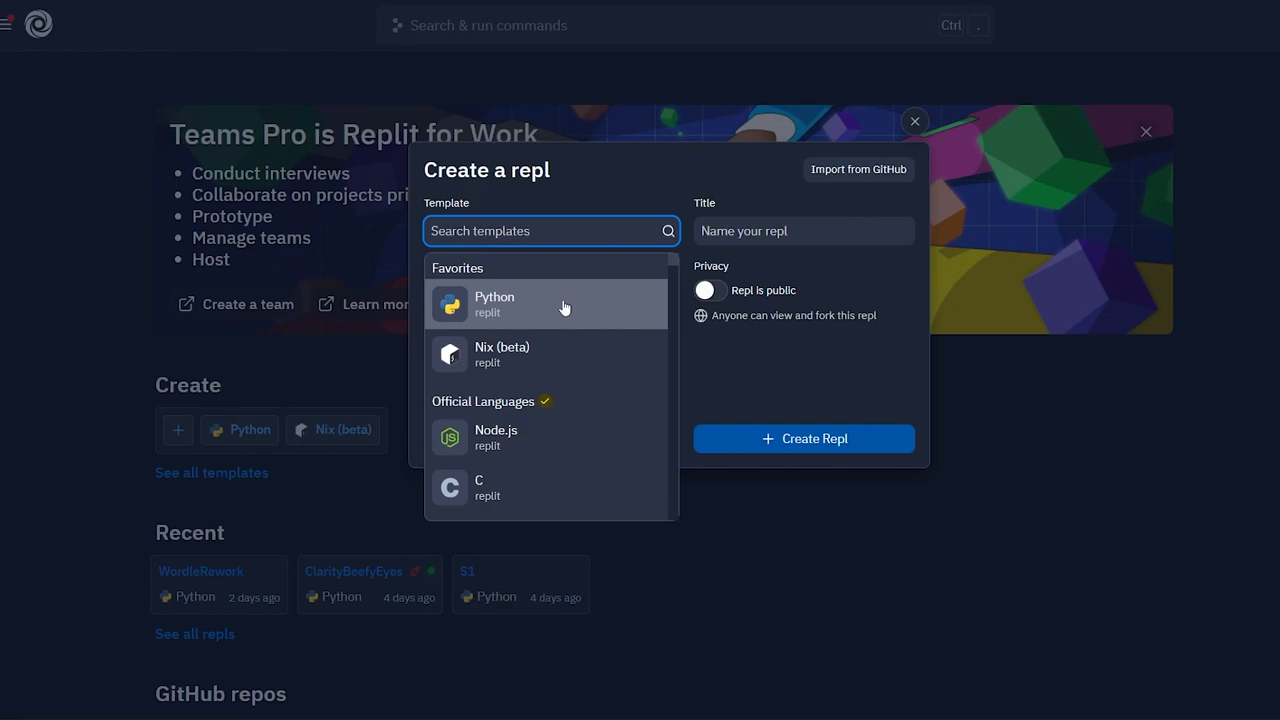 Search & run commands
Ctrl .
Teams Pro is Replit for Work
• Conduct interviews
• Collaborate on projects pri
• Prototype
• Manage teams
• Host
Create a team
Learn mor
Create a repl
Import from GitHub
Template
Search templates
Favorites
Python
replit
Nix (beta)
replit
Official Languages
Node.js
replit
C
replit
Title
Name your repl
Privacy
Repl is public
Anyone can view and fork this repl
+ Create Repl
Create
+ Python Nix (beta)
See all templates
Recent
WordleRework
Python 2 days ago
ClarityBeefyEyes
Python 4 days ago
S1
Python 4 days ago
See all repls
GitHub repos